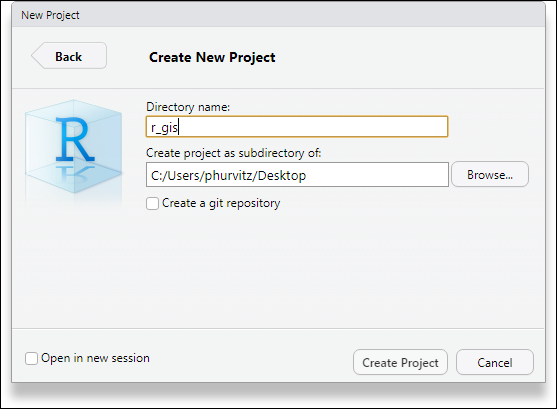 New Project
Back
Create New Project
Directory name:
r_gis
Create project as subdirectory of:
C:/Users/phurvitz/Desktop
Browse...
Create a git repository
R
Open in new session
Create Project
Cancel